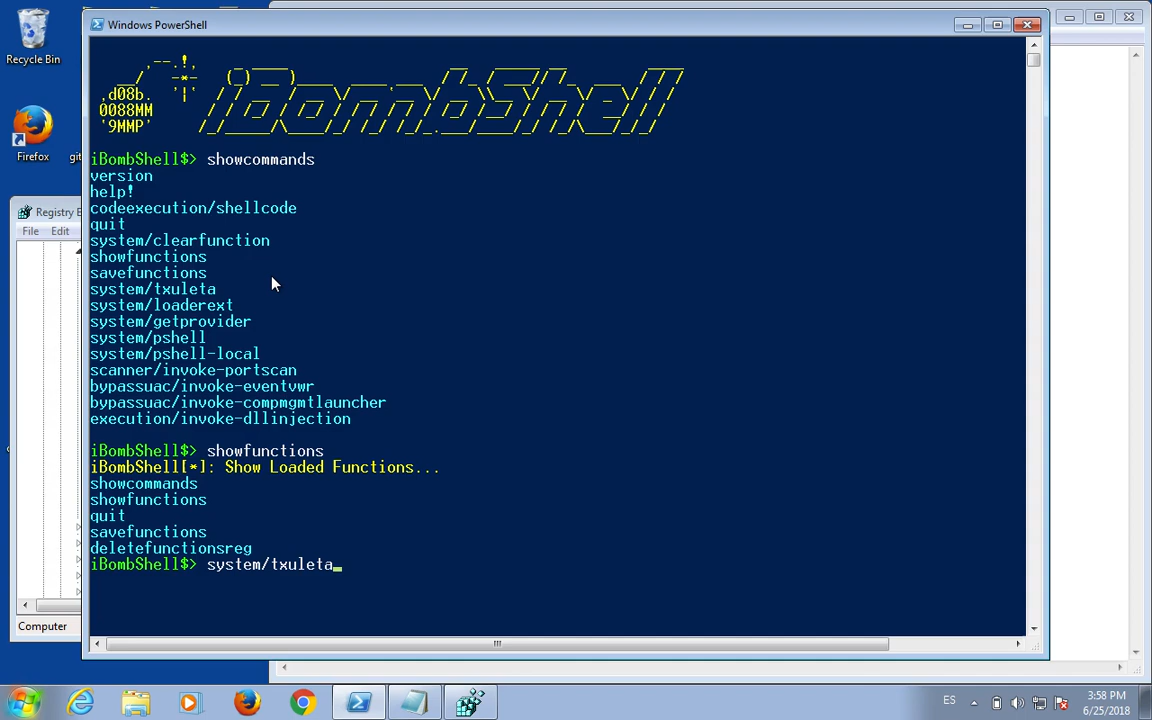 Windows PowerShell
Recycle Bin
Firefox
git
Registry E
File Edit
iBombShell$> showcommands
version
help!
codeexecution/shellcode
quit
system/clearfunction
showfunctions
savefunctions
system/txuleta
system/loaderext
system/getprovider
system/pshell
system/pshell-local
scanner/invoke-portscan
bypassuac/invoke-eventvwr
bypassuac/invoke-compmgmtlauncher
execution/invoke-dllinjection
iBombShell$> showfunctions
iBombShell[*]: Show Loaded Functions...
showcommands
showfunctions
quit
savefunctions
deletefunctionsreg
iBombShell$> system/txuleta
Computer
ES
3:58 PM
6/25/2018